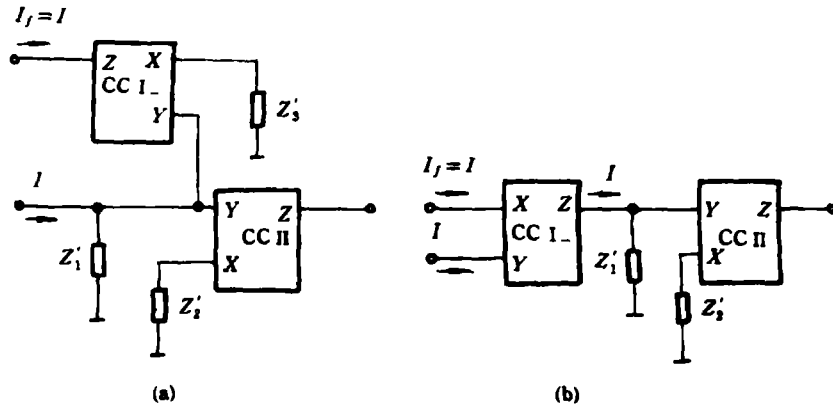 I_f = I
Z X
CC I_-
Y
Z'_3
I
Y Z
CC II
X
Z'_1
Z'_2
(a)
I_f = I
I
X Z
CC I_-
Y
I
Z'_1
Y Z
CC II
X
Z'_2
(b)